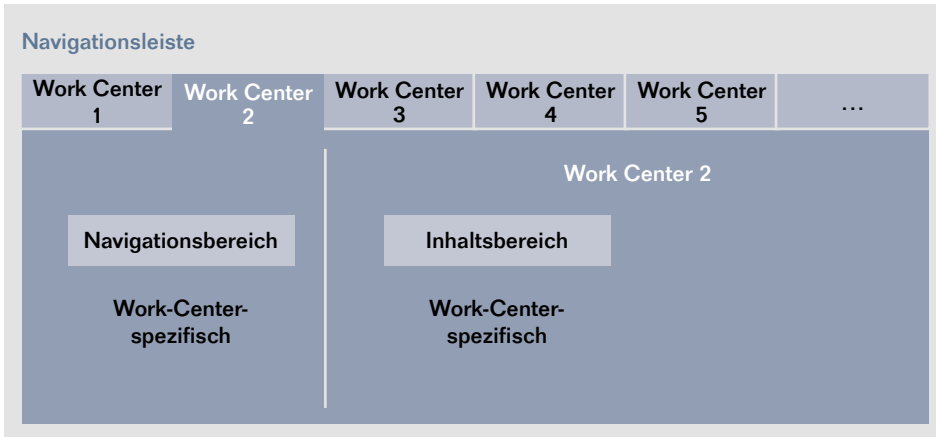 Navigationsleiste
Work Center
1
Work Center
2
Work Center
3
Work Center
4
Work Center
5
...
Work Center 2
Navigationsbereich
Inhaltsbereich
Work-Center-
spezifisch
Work-Center-
spezifisch